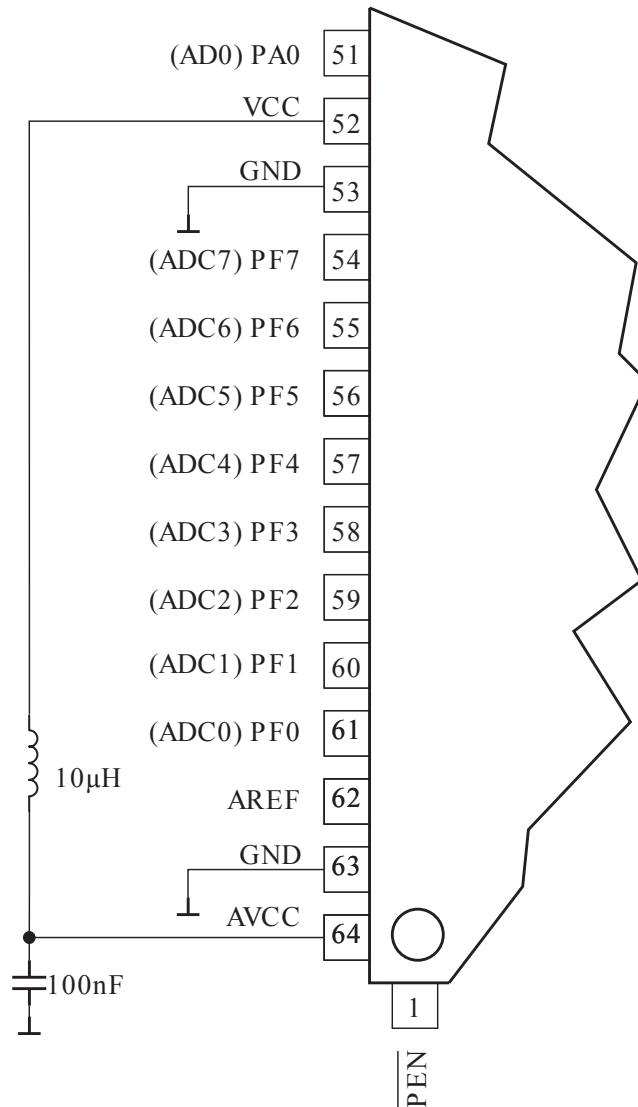 (AD0) PA0 51
VCC 52
GND 53
(ADC7) PF7 54
(ADC6) PF6 55
(ADC5) PF5 56
(ADC4) PF4 57
(ADC3) PF3 58
(ADC2) PF2 59
(ADC1) PF1 60
(ADC0) PF0 61
10µH
AREF 62
GND 63
AVCC 64
100nF
1
PEN